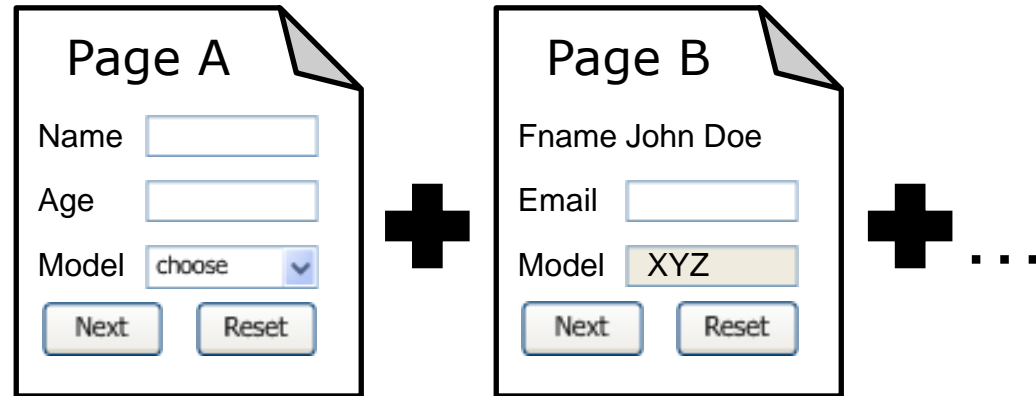 Page A
Name
Age
Model choose
Next Reset
Page B
Fname John Doe
Email
Model XYZ
Next Reset
...